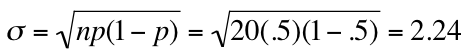 σ = √np(1 − p) = √20(.5)(1 − .5) = 2.24